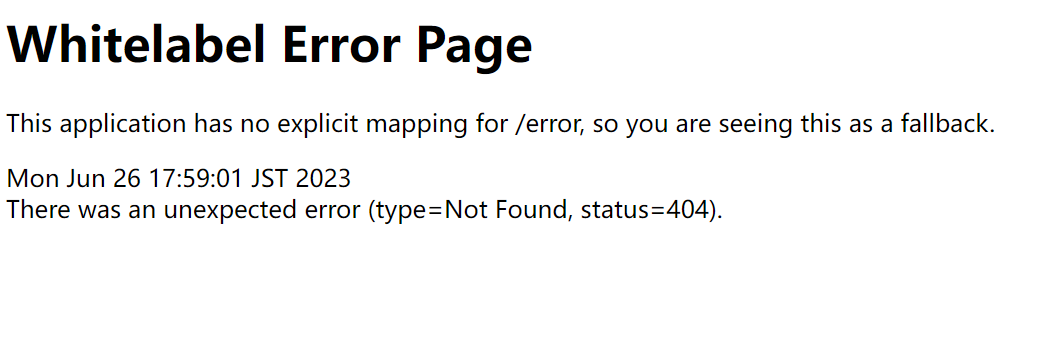 Whitelabel Error Page
This application has no explicit mapping for /error, so you are seeing this as a fallback.
Mon Jun 26 17:59:01 JST 2023
There was an unexpected error (type=Not Found, status=404).